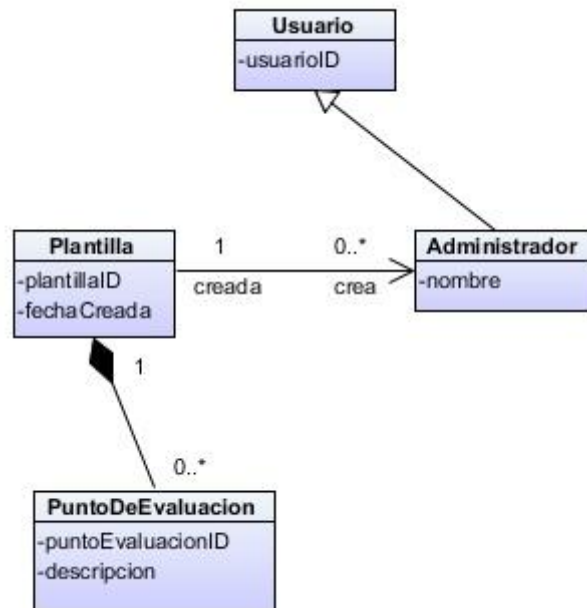 Usuario
-usuarioID
Plantilla
-plantillaID
-fechaCreada
1
0..*
creada
crea
Administrador
-nombre
1
0..*
PuntoDeEvaluacion
-puntoEvaluacionID
-descripcion